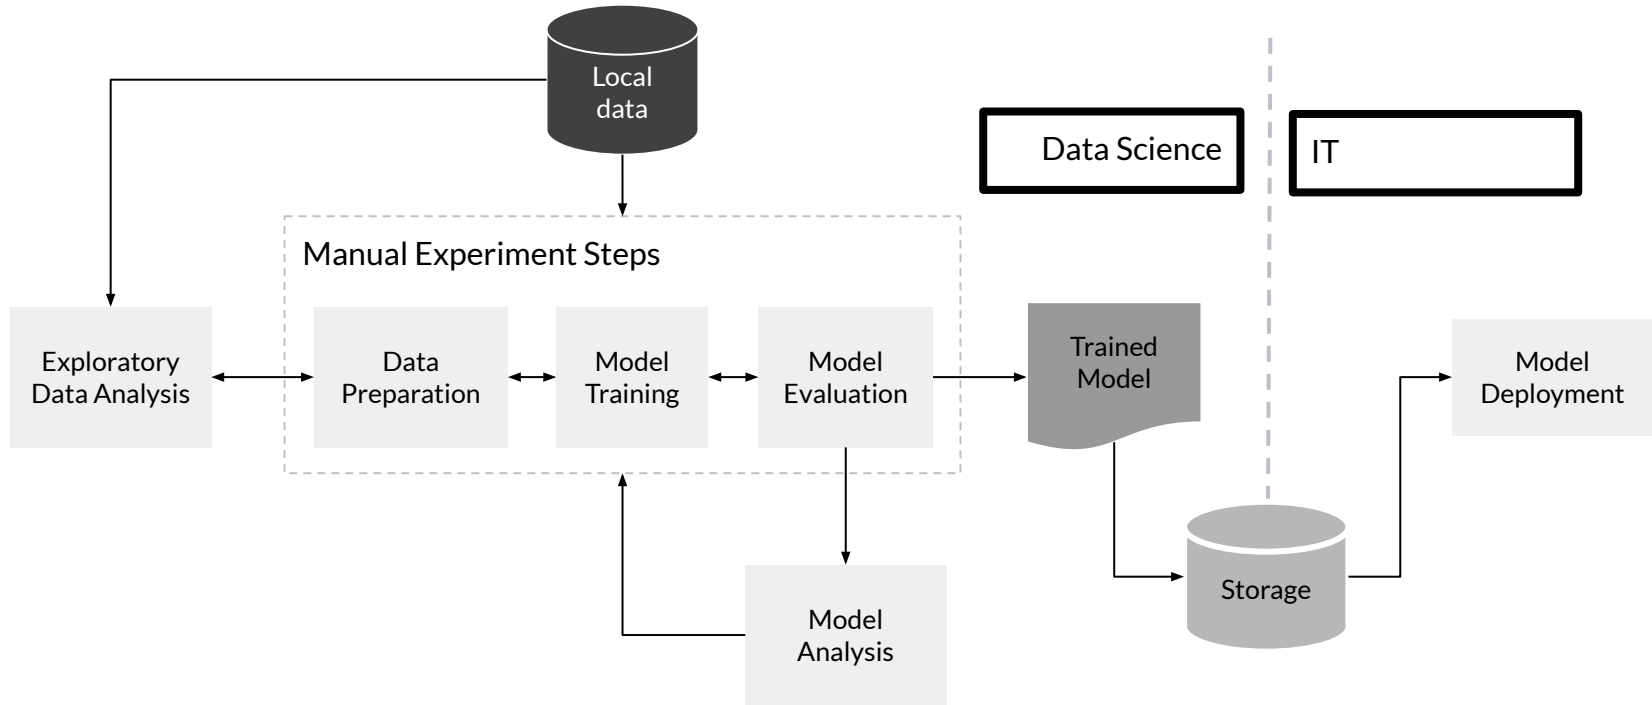 Local
data
Data Science
IT
Manual Experiment Steps
Exploratory
Data Analysis
Data
Preparation
Model
Training
Model
Evaluation
Trained
Model
Model
Deployment
Storage
Model
Analysis